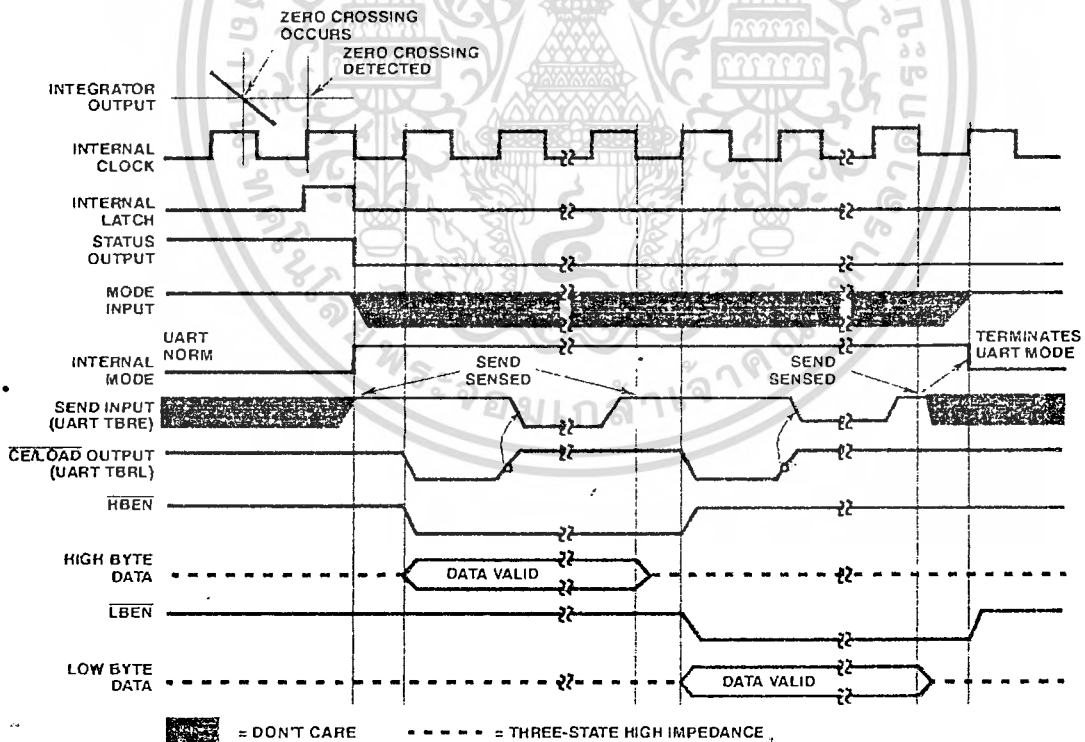 ZERO CROSSING
OCCURS
ZERO CROSSING
DETECTED
INTEGRATOR
OUTPUT
INTERNAL
CLOCK
INTERNAL
LATCH
STATUS
OUTPUT
MODE
INPUT
UART
NORM
INTERNAL
MODE
SEND
SENSED
SEND
SENSED
TERMINATES
UART MODE
SEND INPUT
(UART TBRE)
CE/LOAD OUTPUT
(UART TBRL)
HBEN
HIGH BYTE
DATA
DATA VALID
LBEN
LOW BYTE
DATA
DATA VALID
= DON'T CARE
= THREE-STATE HIGH IMPEDANCE